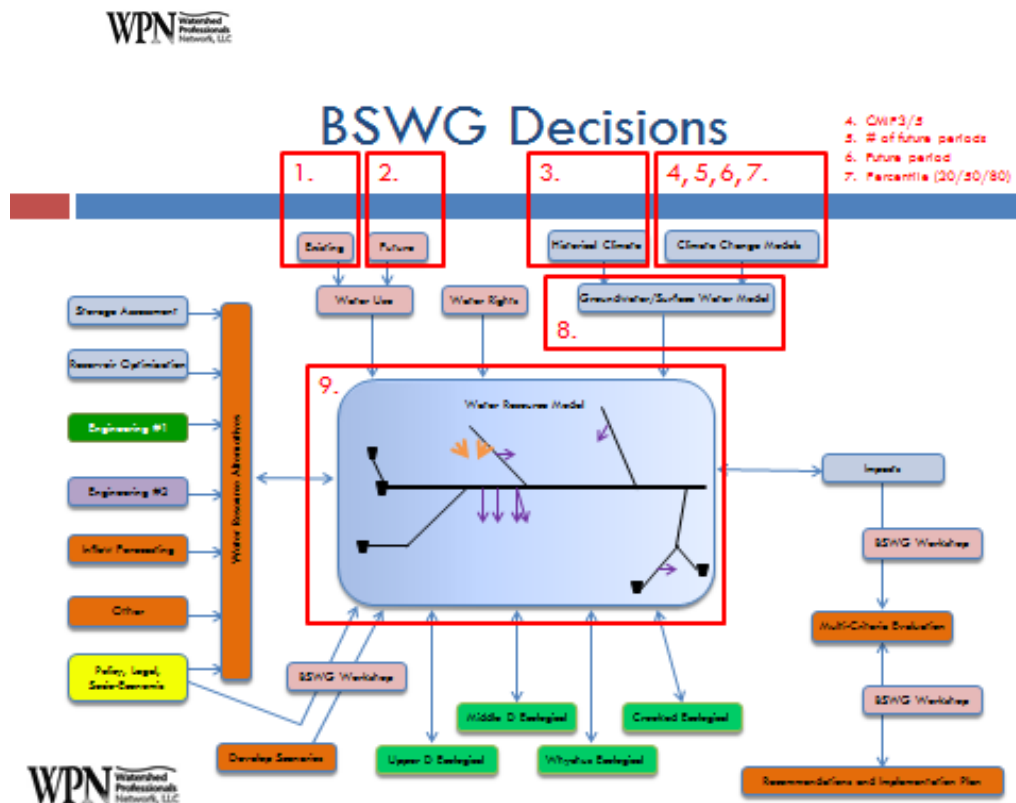 WPN Watershed
Professionals
Network, LLC
BSWG Decisions
4. CMIP3/5
5. # of future periods
6. Future period
7. Percentile (20/50/80)
1.
2.
3.
4, 5, 6, 7.
Existing
Future
Historical Climate
Climate Change Models
Water Use
Water Rights
Groundwater/Surface Water Model
8.
Storage Assessment
Reservoir Optimization
Engineering #1
Engineering #2
Inflow Forecasting
Other
Policy, Legal,
Socio-Economic
Water Resource Alternatives
9.
Water Resource Model
Impacts
BSWG Workshop
Multi-Criteria Evaluation
BSWG Workshop
Recommendations and Implementation Plan
BSWG Workshop
Develop Scenarios
Middle D Ecological
Crooked Ecological
Upper D Ecological
Whychus Ecological
WPN Watershed
Professionals
Network, LLC